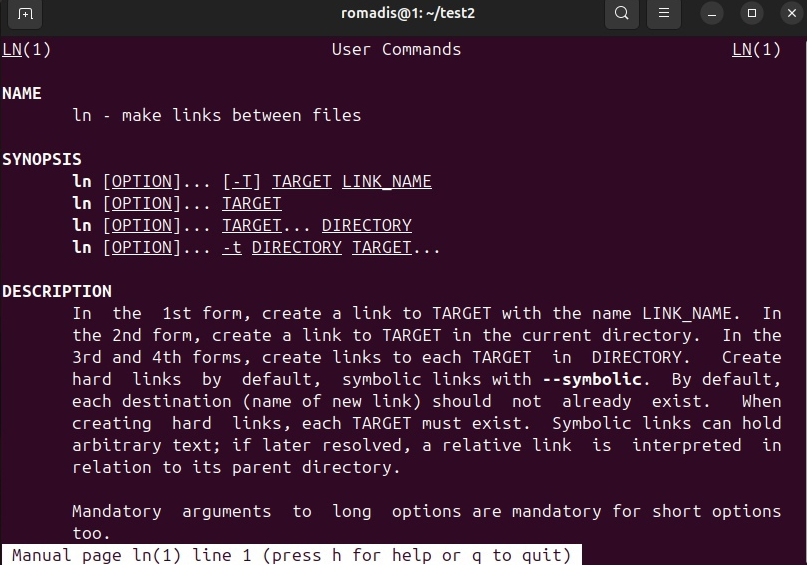 romadis@1: ~/test2
LN(1) User Commands LN(1)
NAME
ln - make links between files
SYNOPSIS
ln [OPTION]... [-T] TARGET LINK_NAME
ln [OPTION]... TARGET
ln [OPTION]... TARGET... DIRECTORY
ln [OPTION]... -t DIRECTORY TARGET...
DESCRIPTION
In the 1st form, create a link to TARGET with the name LINK_NAME. In
the 2nd form, create a link to TARGET in the current directory. In the
3rd and 4th forms, create links to each TARGET in DIRECTORY. Create
hard links by default, symbolic links with --symbolic. By default,
each destination (name of new link) should not already exist. When
creating hard links, each TARGET must exist. Symbolic links can hold
arbitrary text; if later resolved, a relative link is interpreted in
relation to its parent directory.
Mandatory arguments to long options are mandatory for short options
too.
Manual page ln(1) line 1 (press h for help or q to quit)